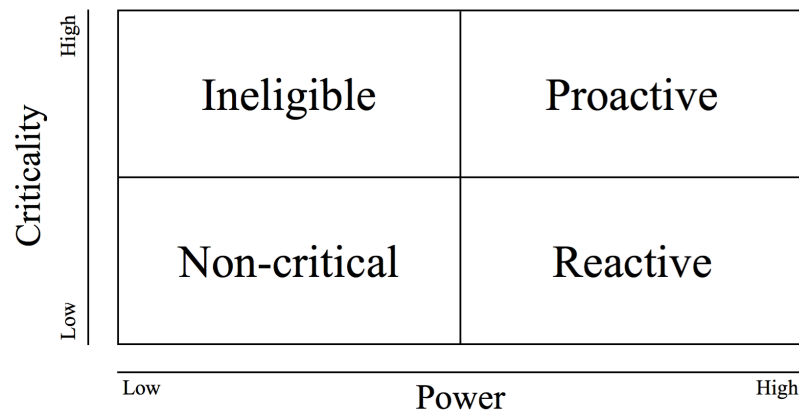 High
Ineligible
Proactive
Criticality
Non-critical
Reactive
Low
Low
Power
High